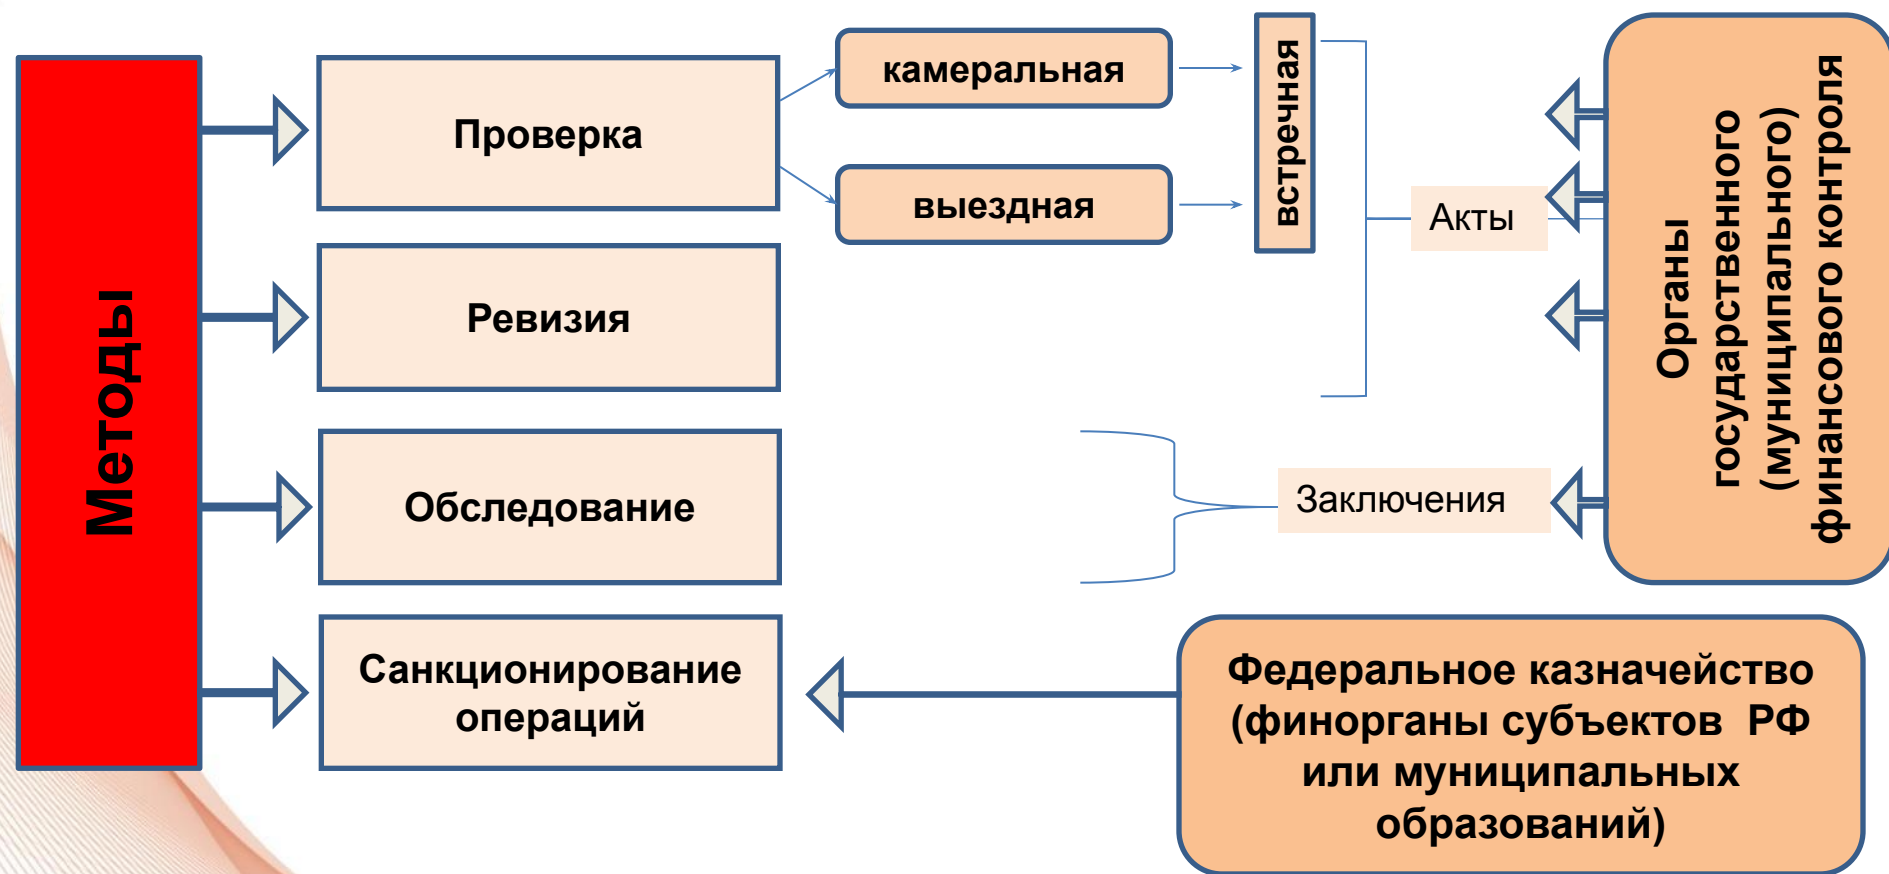 Методы
Проверка
камеральная
выездная
встречная
Акты
Органы
государственного
(муниципального)
финансового контроля
Ревизия
Обследование
Заключения
Санкционирование
операций
Федеральное казначейство
(финорганы субъектов РФ
или муниципальных
образований)